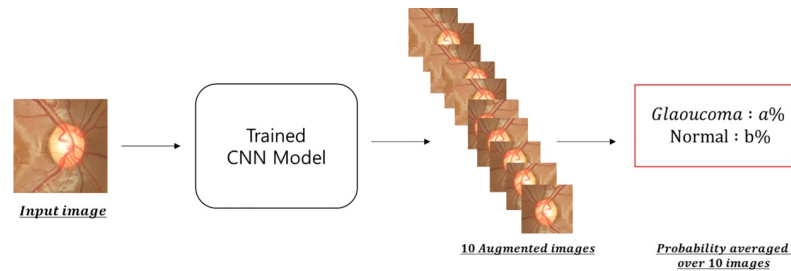 Trained
CNN Model
Glaoucoma : a%
Normal : b%
Input image
10 Augmented images
Probability averaged
over 10 images